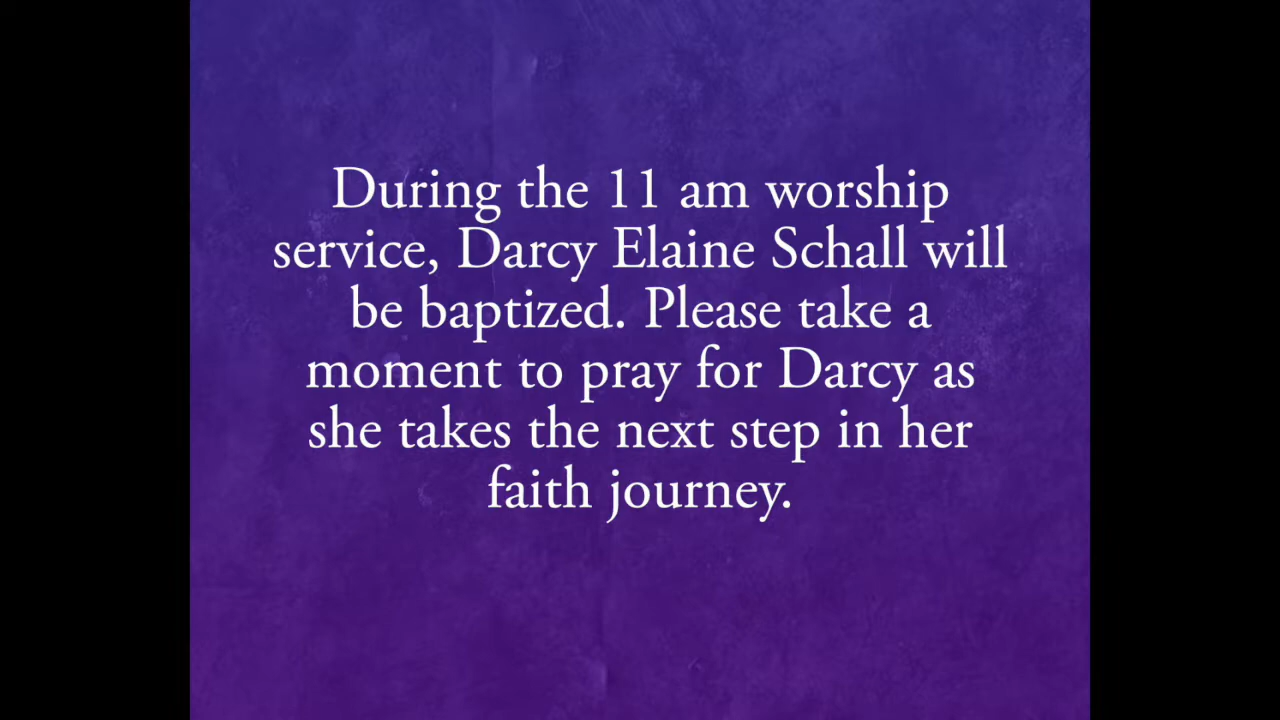 During the 11 am worship
service, Darcy Elaine Schall will
be baptized. Please take a
moment to pray for Darcy as
she takes the next step in her
faith journey.